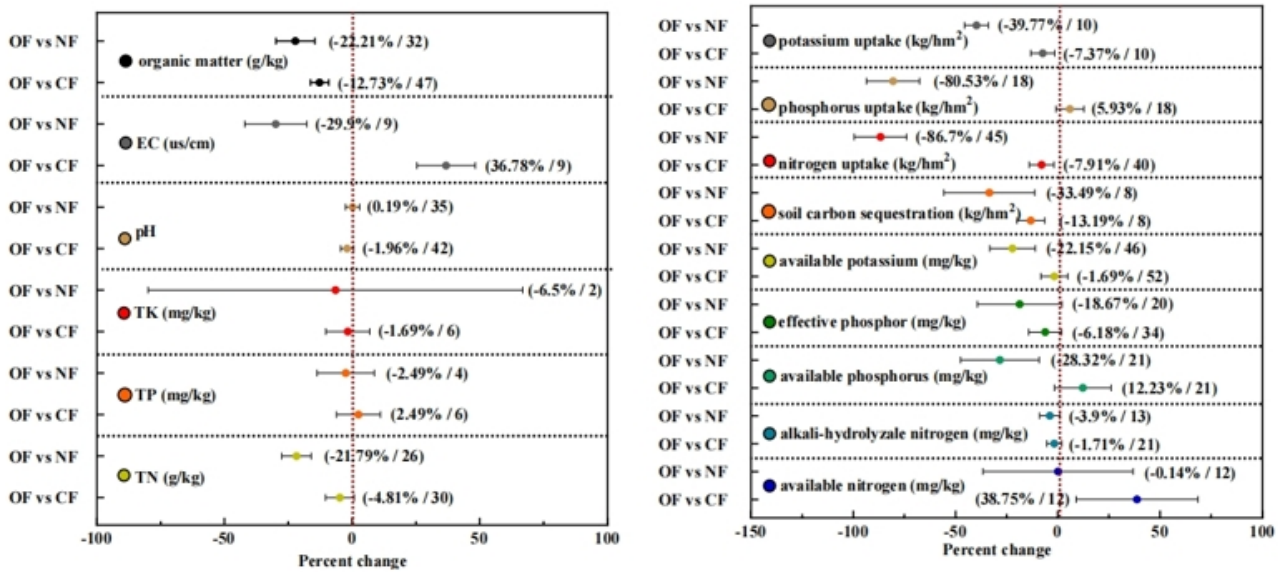 OF vs NF
(-22.21% / 32)
organic matter (g/kg)
OF vs CF
(-12.73% / 47)
OF vs NF
(-29.9% / 9)
EC (us/cm)
OF vs CF
(36.78% / 9)
OF vs NF
(0.19% / 35)
pH
OF vs CF
(-1.96% / 42)
OF vs NF
(-6.5% / 2)
TK (mg/kg)
OF vs CF
(-1.69% / 6)
OF vs NF
(-2.49% / 4)
TP (mg/kg)
OF vs CF
(2.49% / 6)
OF vs NF
(-21.79% / 26)
TN (g/kg)
OF vs CF
(-4.81% / 30)
-100
-50
0
50
100
Percent change
OF vs NF
(-39.77% / 10)
potassium uptake (kg/hm²)
OF vs CF
(-7.37% / 10)
OF vs NF
(-80.53% / 18)
phosphorus uptake (kg/hm²)
OF vs CF
(5.93% / 18)
OF vs NF
(-86.7% / 45)
nitrogen uptake (kg/hm²)
OF vs CF
(-7.91% / 40)
OF vs NF
(-33.49% / 8)
soil carbon sequestration (kg/hm²)
OF vs CF
(-13.19% / 8)
OF vs NF
(-22.15% / 46)
available potassium (mg/kg)
OF vs CF
(-1.69% / 52)
OF vs NF
(-18.67% / 20)
effective phosphor (mg/kg)
OF vs CF
(-6.18% / 34)
OF vs NF
(-28.32% / 21)
available phosphorus (mg/kg)
OF vs CF
(12.23% / 21)
OF vs NF
(-3.9% / 13)
alkali-hydrolyzale nitrogen (mg/kg)
OF vs CF
(-1.71% / 21)
OF vs NF
(-0.14% / 12)
available nitrogen (mg/kg)
OF vs CF
(38.75% / 12)
-150
-100
-50
0
50
100
Percent change